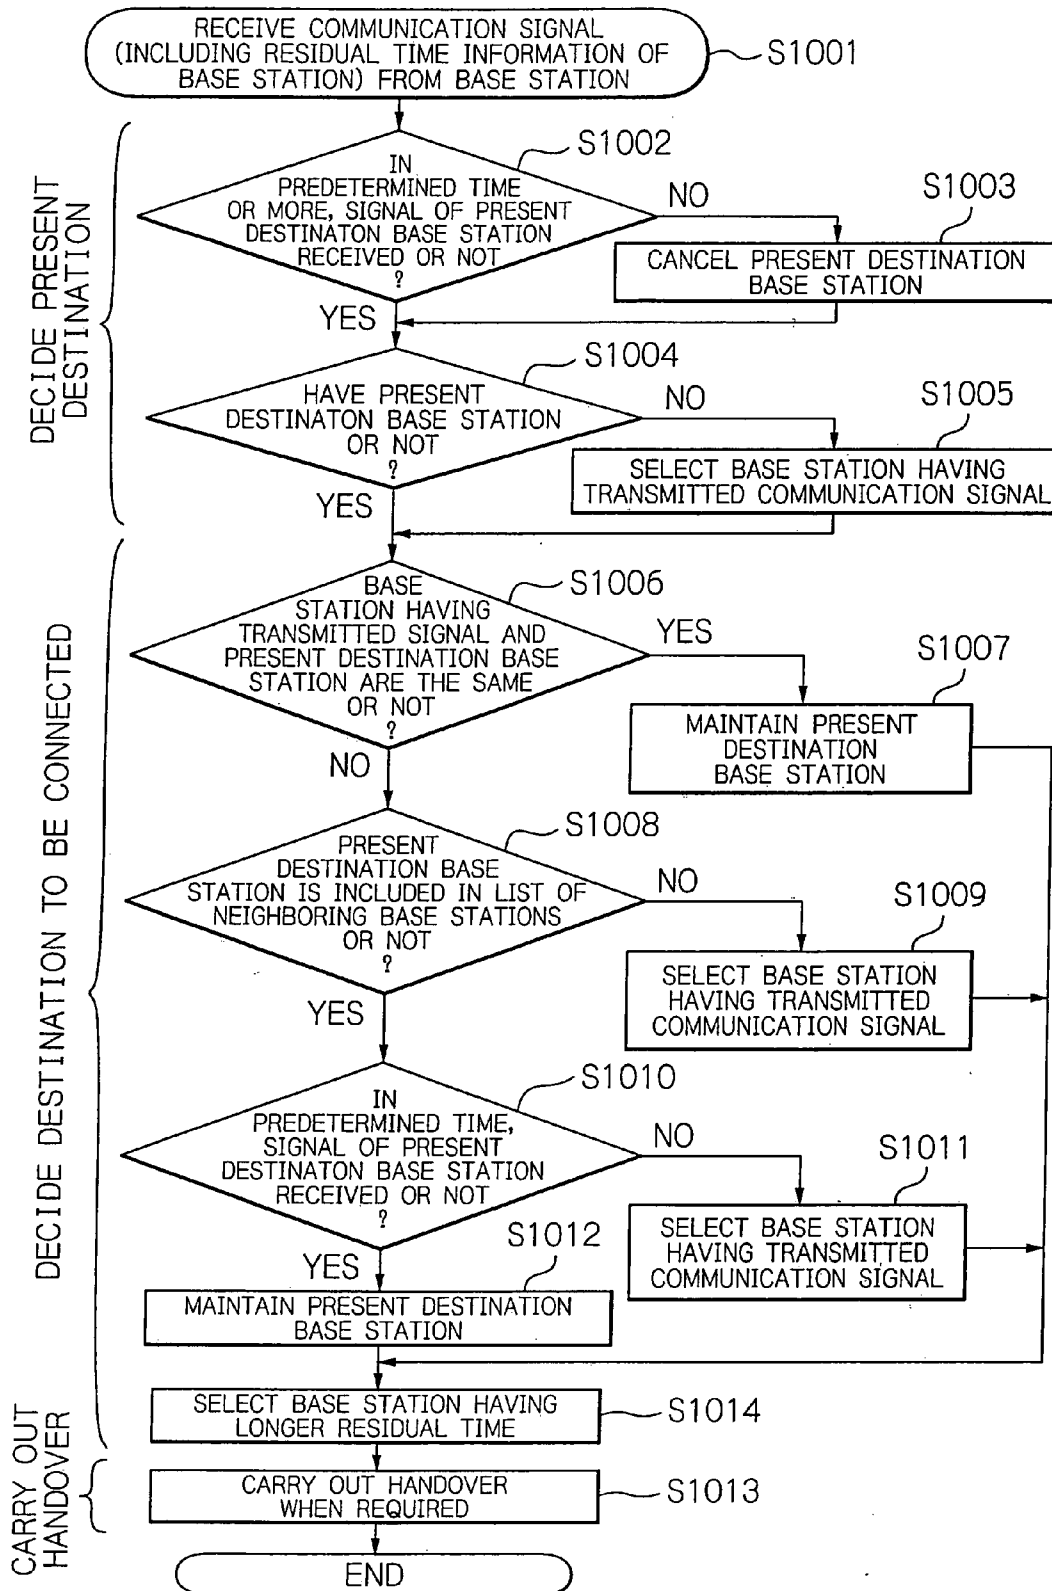 RECEIVE COMMUNICATION SIGNAL
(INCLUDING RESIDUAL TIME INFORMATION OF
BASE STATION) FROM BASE STATION
S1001
DECIDE PRESENT
DESTINATION
S1002
IN
PREDETERMINED TIME
OR MORE, SIGNAL OF PRESENT
DESTINATON BASE STATION
RECEIVED OR NOT
?
NO
YES
S1003
CANCEL PRESENT DESTINATION
BASE STATION
S1004
HAVE PRESENT
DESTINATON BASE STATION
OR NOT
?
NO
YES
S1005
SELECT BASE STATION HAVING
TRANSMITTED COMMUNICATION SIGNAL
DECIDE DESTINATION TO BE CONNECTED
S1006
BASE
STATION HAVING
TRANSMITTED SIGNAL AND
PRESENT DESTINATION BASE
STATION ARE THE SAME
OR NOT
?
YES
NO
S1007
MAINTAIN PRESENT
DESTINATION
BASE STATION
S1008
PRESENT
DESTINATION BASE
STATION IS INCLUDED IN LIST OF
NEIGHBORING BASE STATIONS
OR NOT
?
NO
YES
S1009
SELECT BASE STATION
HAVING TRANSMITTED
COMMUNICATION SIGNAL
S1010
IN
PREDETERMINED TIME,
SIGNAL OF PRESENT
DESTINATON BASE STATION
RECEIVED OR NOT
?
NO
YES
S1011
SELECT BASE STATION
HAVING TRANSMITTED
COMMUNICATION SIGNAL
S1012
MAINTAIN PRESENT DESTINATION
BASE STATION
SELECT BASE STATION HAVING
LONGER RESIDUAL TIME
S1014
CARRY OUT
HANDOVER
CARRY OUT HANDOVER
WHEN REQUIRED
S1013
END